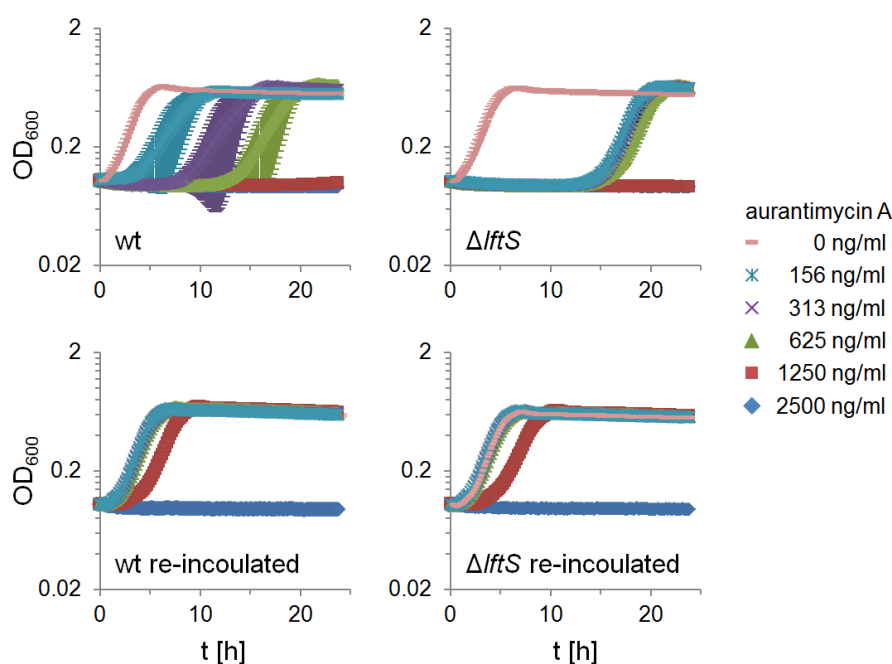 2
0.2
0.02
OD600
wt
0 10 20
2
0.2
0.02
ΔlftS
0 10 20
aurantimycin A
0 ng/ml
156 ng/ml
313 ng/ml
625 ng/ml
1250 ng/ml
2500 ng/ml
2
0.2
0.02
OD600
wt re-incoulated
0 10 20
t [h]
2
0.2
0.02
ΔlftS re-incoulated
0 10 20
t [h]